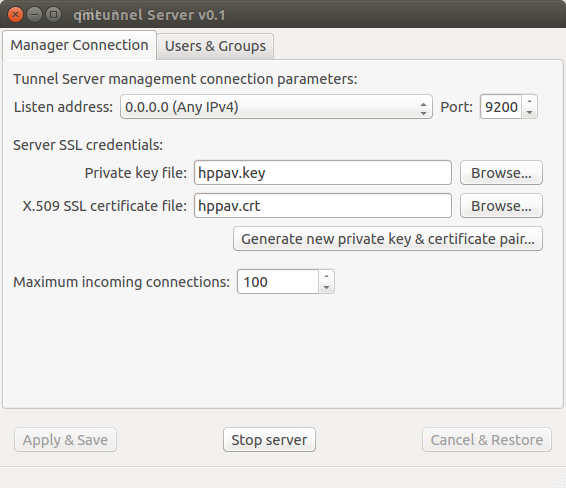 qmtunnel Server v0.1
Manager Connection
Users & Groups
Tunnel Server management connection parameters:
Listen address: 0.0.0.0 (Any IPv4) Port: 9200
Server SSL credentials:
Private key file: hppav.key Browse...
X.509 SSL certificate file: hppav.crt Browse...
Generate new private key & certificate pair...
Maximum incoming connections: 100
Apply & Save Stop server Cancel & Restore